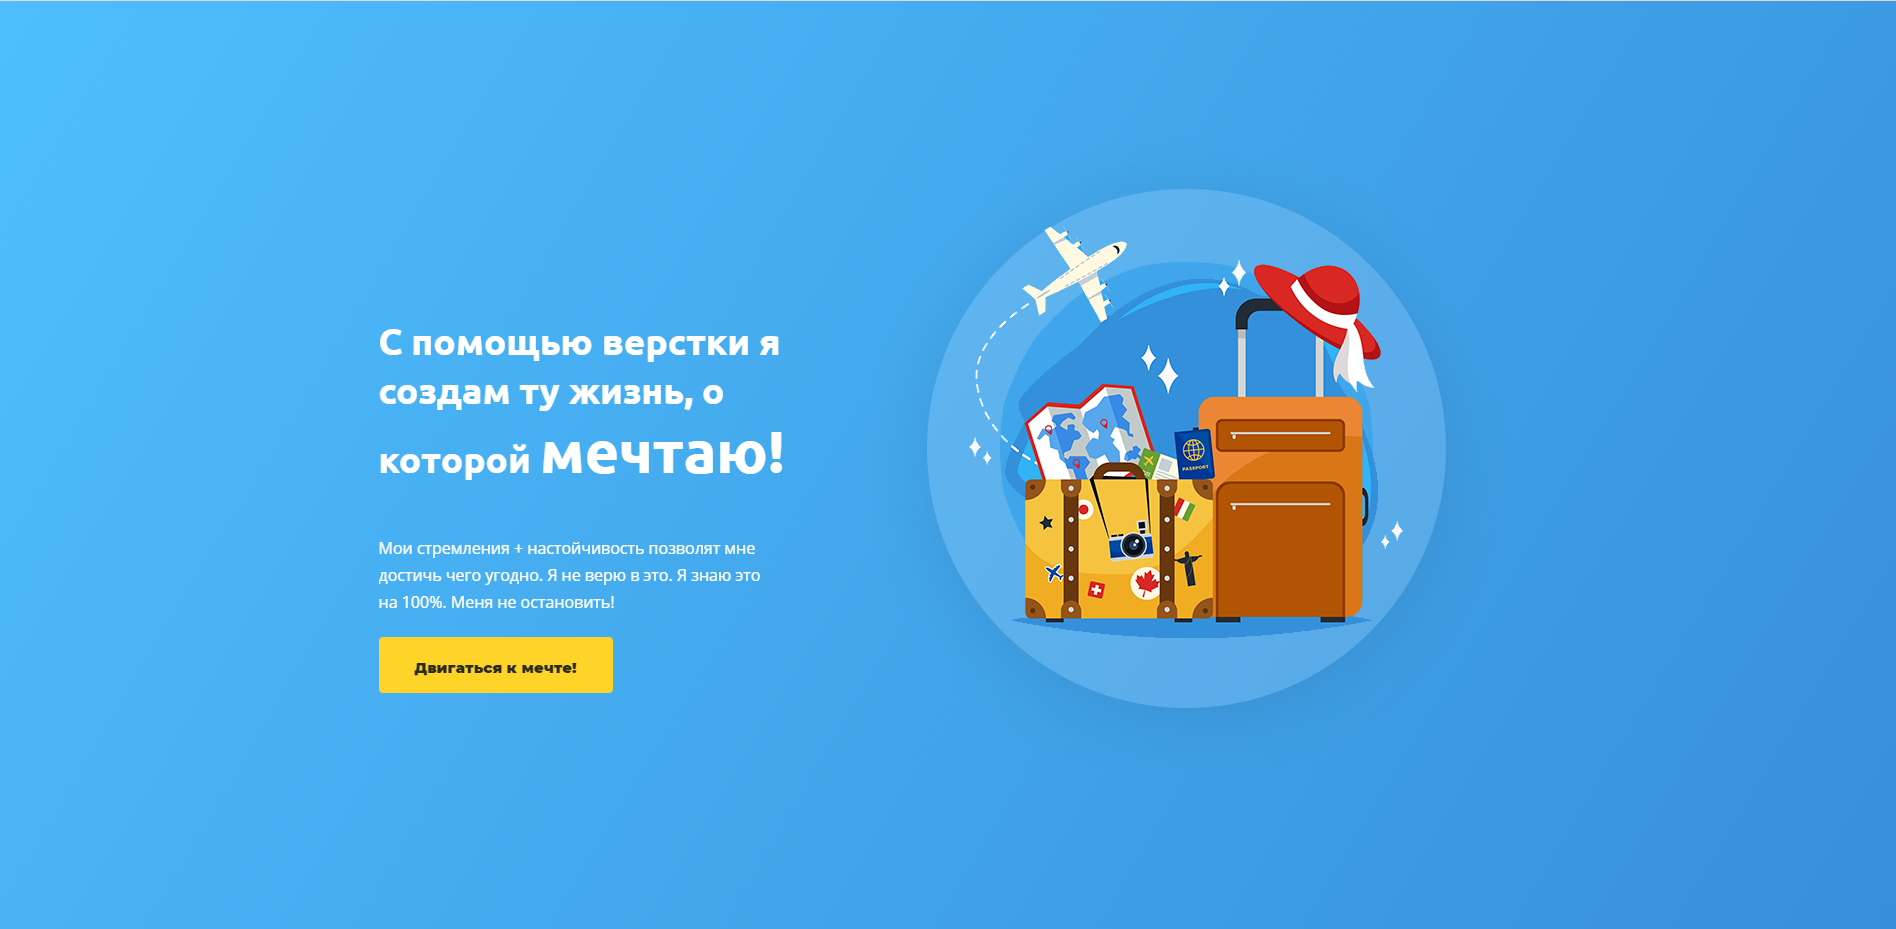 С помощью верстки я
создам ту жизнь, о
которой мечтаю!
Мои стремления + настойчивость позволят мне
достичь чего угодно. Я не верю в это. Я знаю это
на 100%. Меня не остановить!
Двигаться к мечте!
PASSPORT